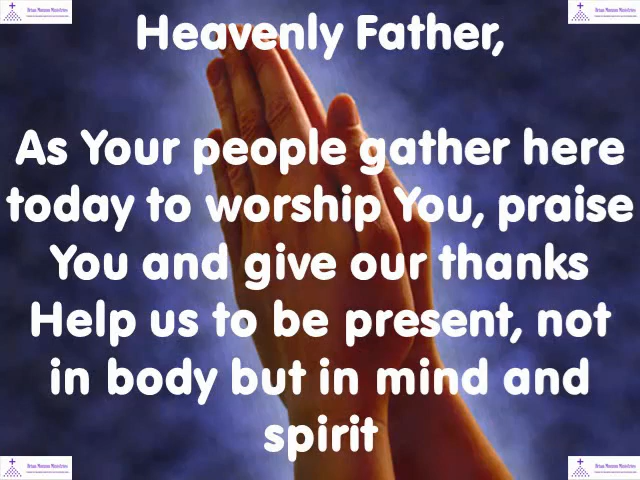 Heavenly Father,
As Your people gather here
today to worship You, praise
You and give our thanks
Help us to be present, not
in body but in mind and
spirit